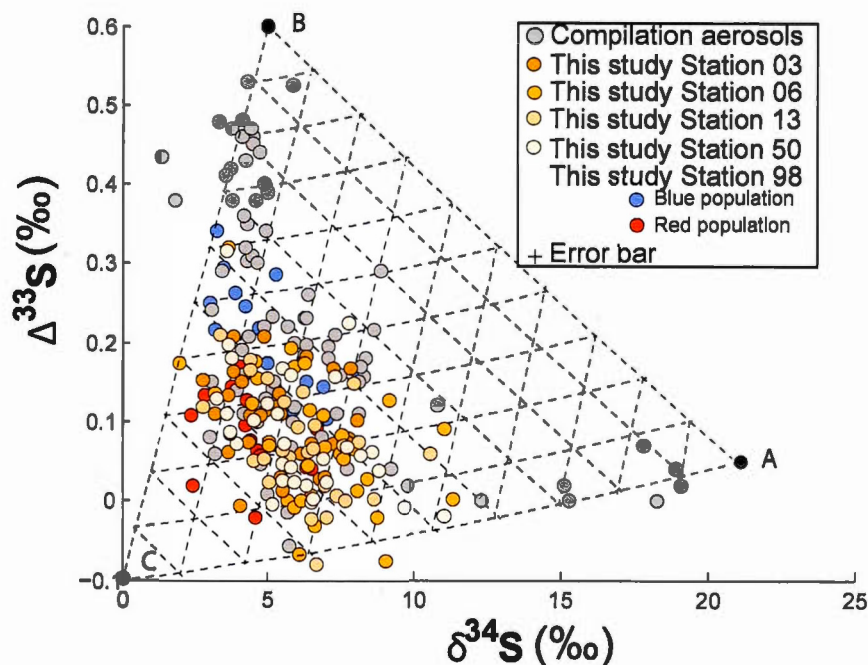 0.6
0.5
0.4
0.3
0.2
0.1
0
−0.
Δ³³S (‰)
B
A
C
Compilation aerosols
This study Station 03
This study Station 06
This study Station 13
This study Station 50
This study Station 98
Blue population
Red population
+ Error bar
0 5 10 15 20 25
δ³⁴S (‰)